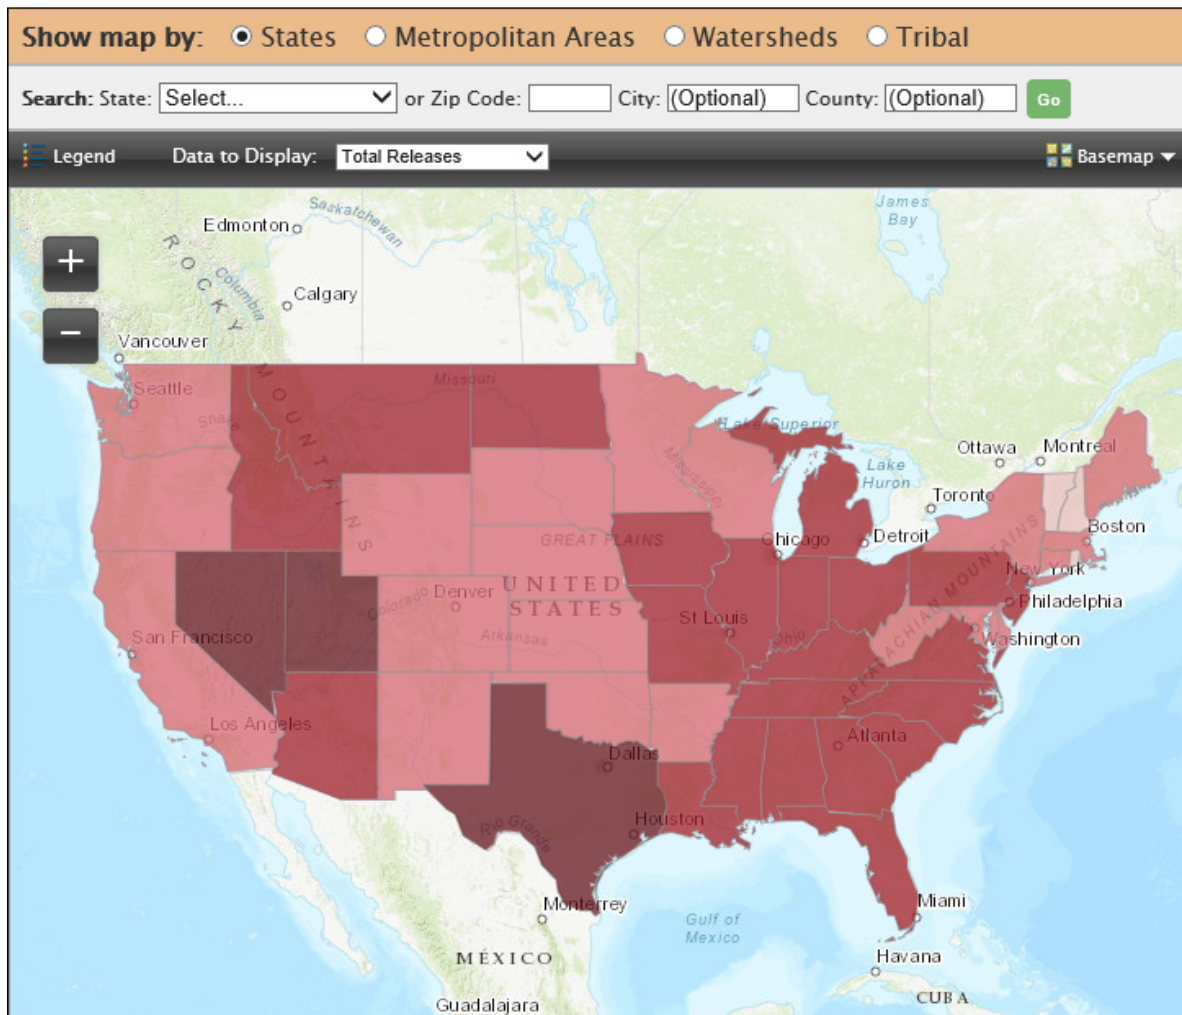 Show map by: States Metropolitan Areas Watersheds Tribal
Search: State: Select... or Zip Code: City: (Optional) County: (Optional) Go
Legend Data to Display: Total Releases Basemap
James
Bay
Saskatchewan
Edmonton
ROCKY
Columbia
Calgary
+
−
Vancouver
Seattle
Missouri
MOUNTAINS
Snake
Lake Superior
Mississippi
Ottawa
Montreal
Lake
Huron
Toronto
Boston
Detroit
Chicago
GREAT PLAINS
New York
UNITED
STATES
Denver
Colorado
Philadelphia
St Louis
Arkansas
Ohio
APPALACHIAN MOUNTAINS
San Francisco
Washington
Los Angeles
Atlanta
Dallas
Rio Grande
Houston
Monterrey
Miami
Gulf of
Mexico
MÉXICO
Havana
CUBA
Guadalajara